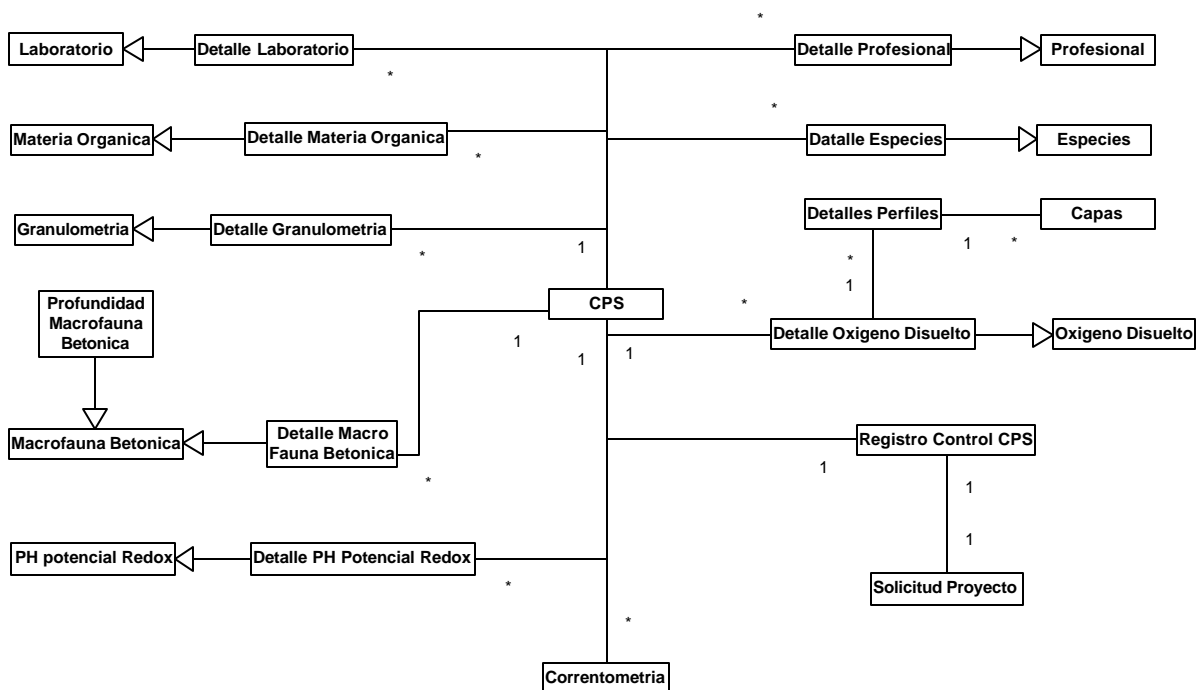 *
Laboratorio
Detalle Laboratorio
Detalle Profesional
Profesional
*
*
Materia Organica
Detalle Materia Organica
Datalle Especies
Especies
*
Detalles Perfiles
Capas
Granulometria
Detalle Granulometria
1
*
1
*
*
1
Profundidad
Macrofauna
Betonica
CPS
*
1
Detalle Oxigeno Disuelto
Oxigeno Disuelto
1
1
1
Macrofauna Betonica
Detalle Macro
Fauna Betonica
Registro Control CPS
1
*
1
1
PH potencial Redox
Detalle PH Potencial Redox
*
Solicitud Proyecto
*
Correntometria